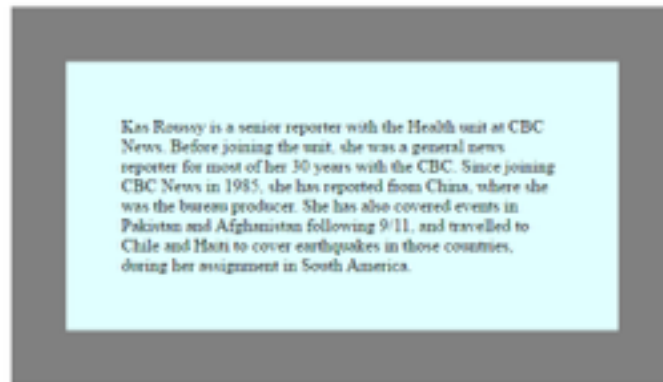 Kas Roussy is a senior reporter with the Health unit at CBC
News. Before joining the unit, she was a general news
reporter for most of her 30 years with the CBC. Since joining
CBC News in 1985, she has reported from China, where she
was the bureau producer. She has also covered events in
Pakistan and Afghanistan following 9/11, and travelled to
Chile and Haiti to cover earthquakes in those countries,
during her assignment in South America.